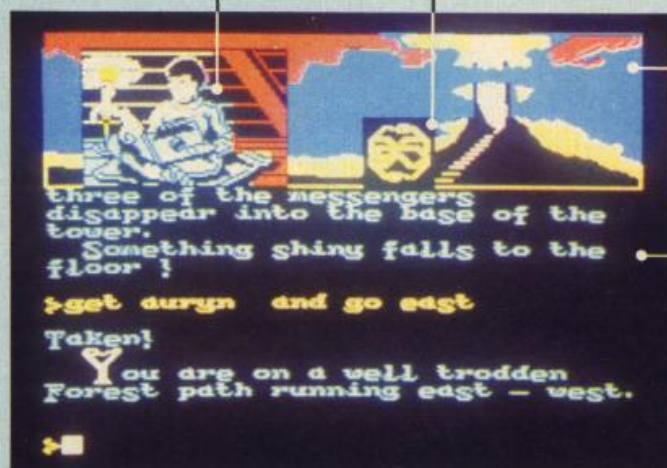 three of the messengers
disappear into the base of the
tower.
Something shiny falls to the
floor !
>get auryn and go east
Taken!
You are on a well trodden
Forest path running east — west.
>